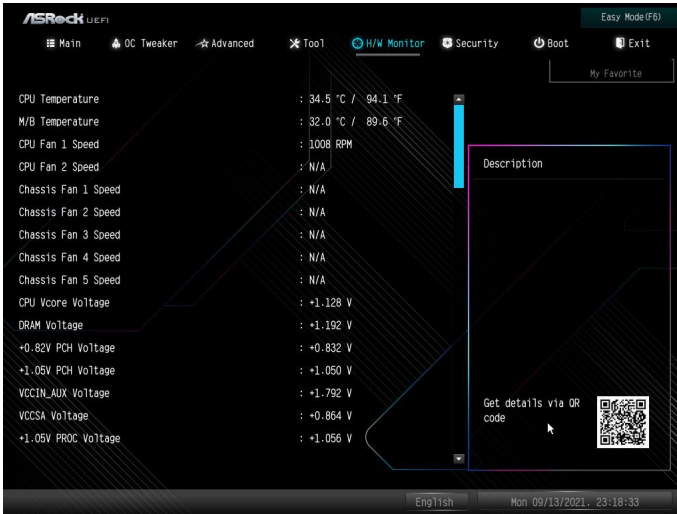 ASRock UEFI
Easy Mode(F6)
Main OC Tweaker Advanced Tool H/W Monitor Security Boot Exit
My Favorite
CPU Temperature : 34.5 °C / 94.1 °F
M/B Temperature : 32.0 °C / 89.6 °F
CPU Fan 1 Speed : 1008 RPM
CPU Fan 2 Speed : N/A
Chassis Fan 1 Speed : N/A
Chassis Fan 2 Speed : N/A
Chassis Fan 3 Speed : N/A
Chassis Fan 4 Speed : N/A
Chassis Fan 5 Speed : N/A
CPU Vcore Voltage : +1.128 V
DRAM Voltage : +1.192 V
+0.82V PCH Voltage : +0.832 V
+1.05V PCH Voltage : +1.050 V
VCCIN_AUX Voltage : +1.792 V
VCCSA Voltage : +0.864 V
+1.05V PROC Voltage : +1.056 V
Description
Get details via QR
code
English
Mon 09/13/2021. 23:18:33